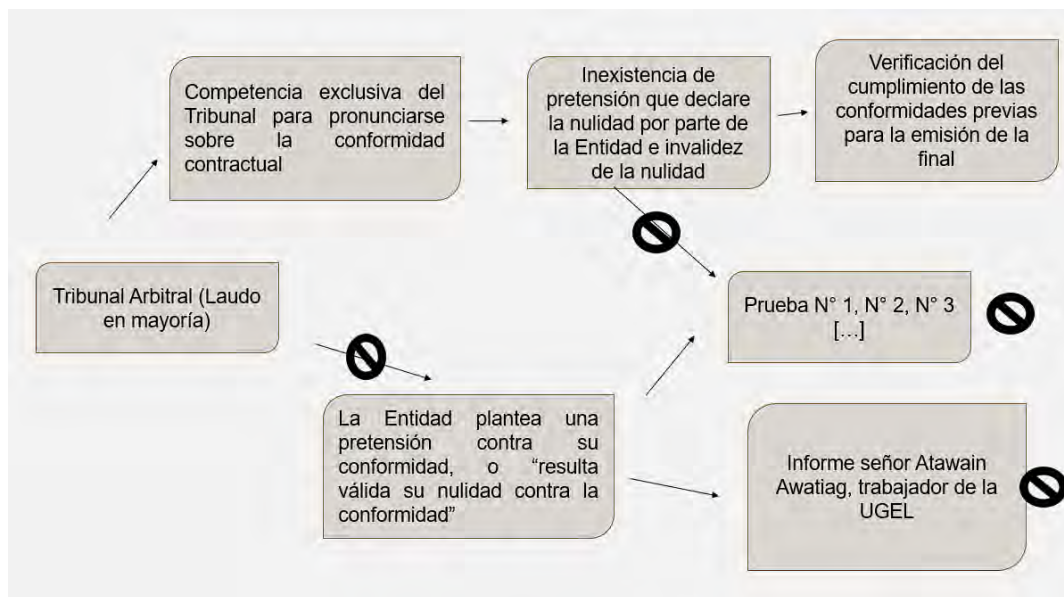 Competencia exclusiva del
Tribunal para pronunciarse
sobre la conformidad
contractual
Inexistencia de
pretensión que declare
la nulidad por parte de
la Entidad e invalidez
de la nulidad
Verificación del
cumplimiento de las
conformidades previas
para la emisión de la
final
Tribunal Arbitral (Laudo
en mayoría)
Prueba N° 1, N° 2, N° 3
[...]
La Entidad plantea una
pretensión contra su
conformidad, o “resulta
válida su nulidad contra la
conformidad”
Informe señor Atawain
Awatiag, trabajador de la
UGEL